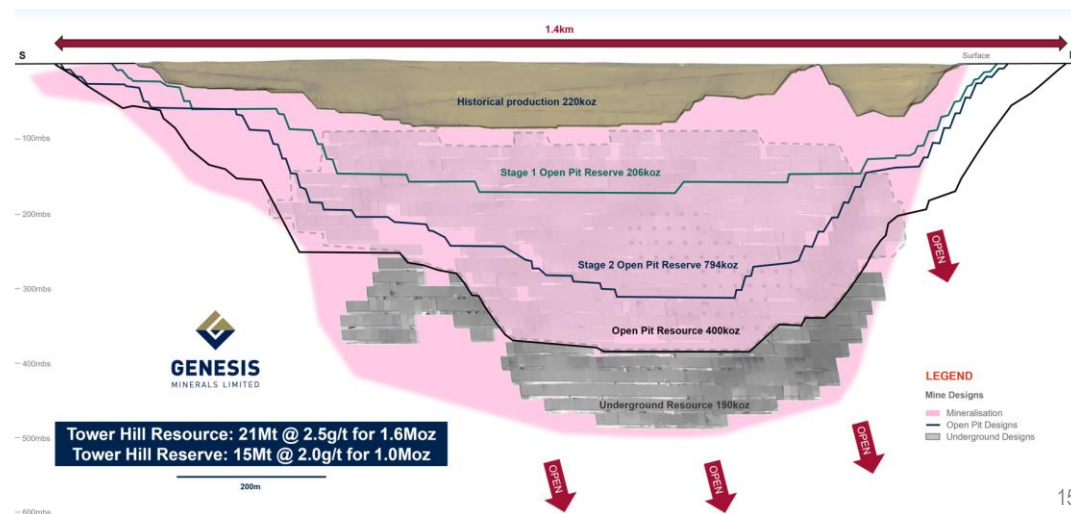 1.4km
S
Surface
Historical production 220koz
100mbs
Stage 1 Open Pit Reserve 206koz
200mbs
OPEN
Stage 2 Open Pit Reserve 794koz
300mbs
Open Pit Resource 400koz
GENESIS
MINERALS LIMITED
400mbs
Underground Resource 190koz
LEGEND
Mine Designs
Mineralisation
Open Pit Designs
Underground Designs
Tower Hill Resource: 21Mt @ 2.5g/t for 1.6Moz
Tower Hill Reserve: 15Mt @ 2.0g/t for 1.0Moz
500mbs
OPEN
OPEN
OPEN
200m
600mbs
15